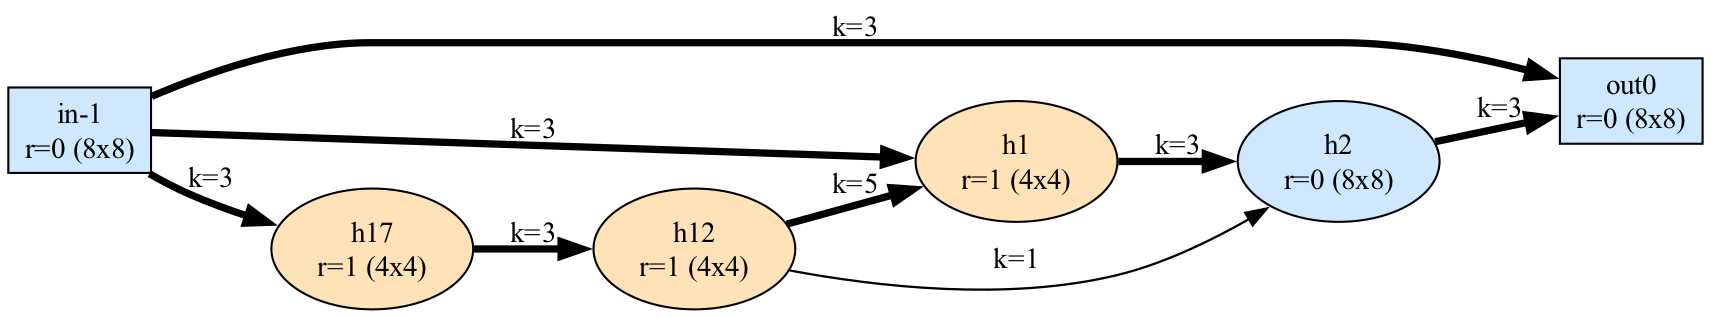 k=3
in-1
r=0 (8x8)
k=3
k=3
h17
r=1 (4x4)
k=3
h12
r=1 (4x4)
k=5
k=1
h1
r=1 (4x4)
k=3
h2
r=0 (8x8)
k=3
out0
r=0 (8x8)